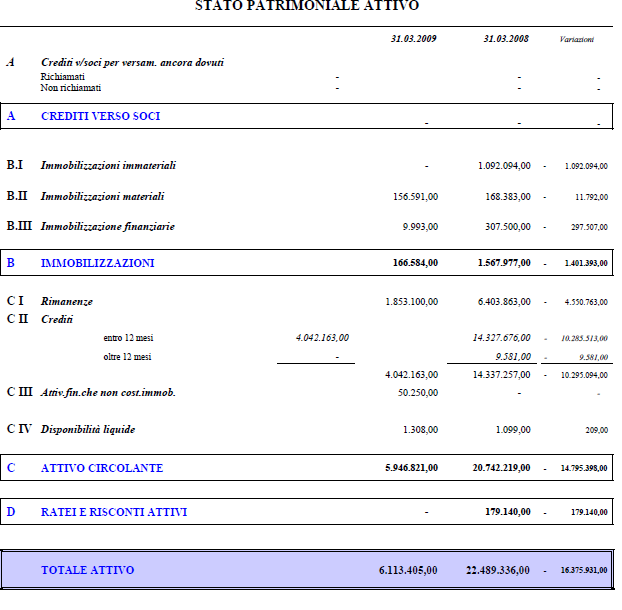 STATO PATRIMONIALE ATTIVO
31.03.2009 31.03.2008 Variazioni
A Crediti v/soci per versam. ancora dovuti
Richiamati - - -
Non richiamati - - -
A CREDITI VERSO SOCI - - -
B.I Immobilizzazioni immateriali - 1.092.094,00 - 1.092.094,00
B.II Immobilizzazioni materiali 156.591,00 168.383,00 - 11.792,00
B.III Immobilizzazione finanziarie 9.993,00 307.500,00 - 297.507,00
B IMMOBILIZZAZIONI 166.584,00 1.567.977,00 - 1.401.393,00
C I Rimanenze 1.853.100,00 6.403.863,00 - 4.550.763,00
C II Crediti
entro 12 mesi 4.042.163,00 14.327.676,00 - 10.285.513,00
oltre 12 mesi - 9.581,00 - 9.581,00
4.042.163,00 14.337.257,00 - 10.295.094,00
C III Attiv.fin.che non cost.immob. 50.250,00 - -
C IV Disponibilità liquide 1.308,00 1.099,00 209,00
C ATTIVO CIRCOLANTE 5.946.821,00 20.742.219,00 - 14.795.398,00
D RATEI E RISCONTI ATTIVI - 179.140,00 - 179.140,00
TOTALE ATTIVO 6.113.405,00 22.489.336,00 - 16.375.931,00